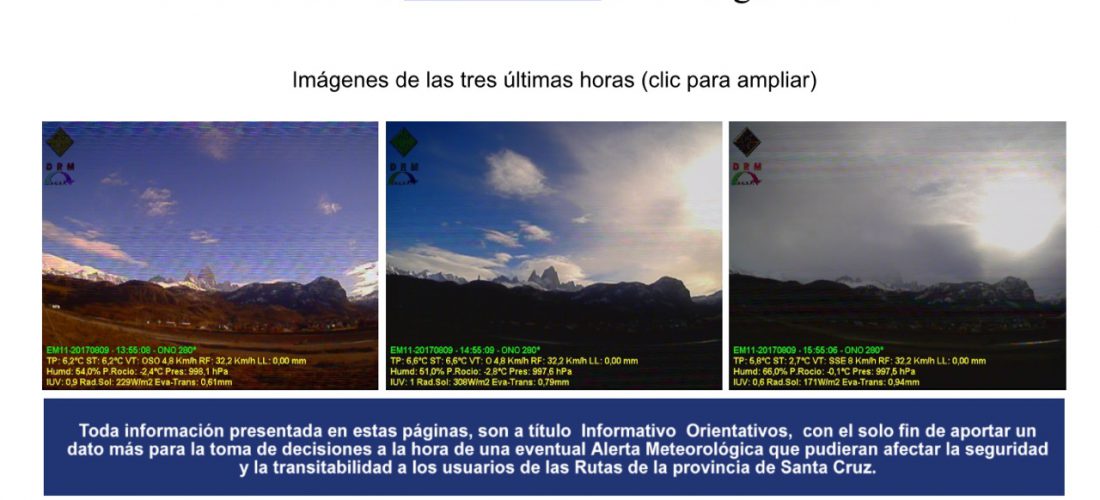 Imágenes de las tres últimas horas (clic para ampliar)
DRM
EM11-20170809 - 13:55:08 - ONO 280°
TP: 6,2°C ST: 6,2°C VT: OSO 4,8 Km/h RF: 32,2 Km/h LL: 0,00 mm
Humd: 54,0% P.Rocio: -2,4°C Pres: 998,1 hPa
IUV: 0,9 Rad.Sol: 229W/m2 Eva-Trans: 0,61mm
DRM
EM11-20170809 - 14:55:09 - ONO 280°
TP: 6,6°C ST: 6,6°C VT: O 4,8 Km/h RF: 32,2 Km/h LL: 0,00 mm
Humd: 51,0% P.Rocio: -2,8°C Pres: 997,6 hPa
IUV: 1 Rad.Sol: 308W/m2 Eva-Trans: 0,79mm
DRM
EM11-20170809 - 15:55:06 - ONO 280°
TP: 5,8°C ST: 2,7°C VT: SSE 8 Km/h RF: 32,2 Km/h LL: 0,00 mm
Humd: 66,0% P.Rocio: -0,1°C Pres: 997,5 hPa
IUV: 0,6 Rad.Sol: 171W/m2 Eva-Trans: 0,94mm
Toda información presentada en estas páginas, son a título Informativo Orientativos, con el solo fin de aportar un
dato más para la toma de decisiones a la hora de una eventual Alerta Meteorológica que pudieran afectar la seguridad
y la transitabilidad a los usuarios de las Rutas de la provincia de Santa Cruz.